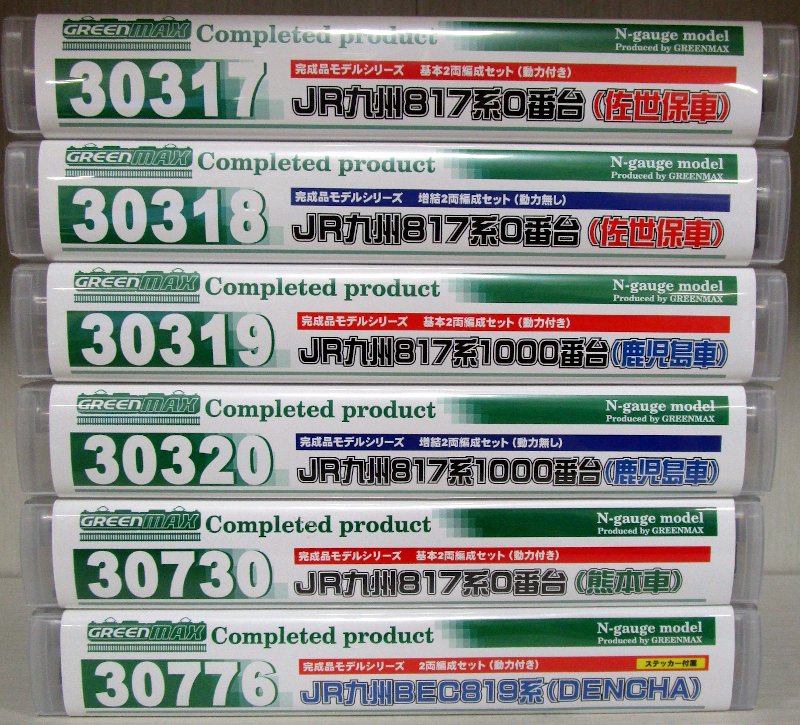 GREENMAX Completed product N-gauge model
Produced by GREENMAX
30317 完成品モデルシリーズ 基本2両編成セット(動力付き)
JR九州817系0番台(佐世保車)
GREENMAX Completed product N-gauge model
Produced by GREENMAX
30318 完成品モデルシリーズ 増結2両編成セット(動力無し)
JR九州817系0番台(佐世保車)
GREENMAX Completed product N-gauge model
Produced by GREENMAX
30319 完成品モデルシリーズ 基本2両編成セット(動力付き)
JR九州817系1000番台(鹿児島車)
GREENMAX Completed product N-gauge model
Produced by GREENMAX
30320 完成品モデルシリーズ 増結2両編成セット(動力無し)
JR九州817系1000番台(鹿児島車)
GREENMAX Completed product N-gauge model
Produced by GREENMAX
30730 完成品モデルシリーズ 基本2両編成セット(動力付き)
JR九州817系0番台(熊本車)
GREENMAX Completed product N-gauge model
Produced by GREENMAX
30776 完成品モデルシリーズ 2両編成セット(動力付き) ステッカー付属
JR九州BEC819系(DENCHA)